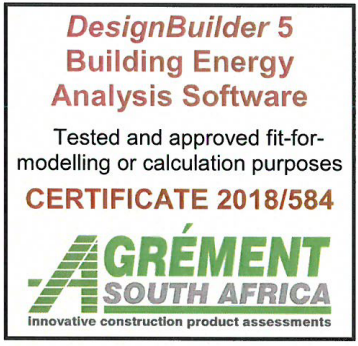 DesignBuilder 5
Building Energy
Analysis Software
Tested and approved fit-for-
modelling or calculation purposes
CERTIFICATE 2018/584
AGRÉMENT
SOUTH AFRICA
innovative construction product assessments